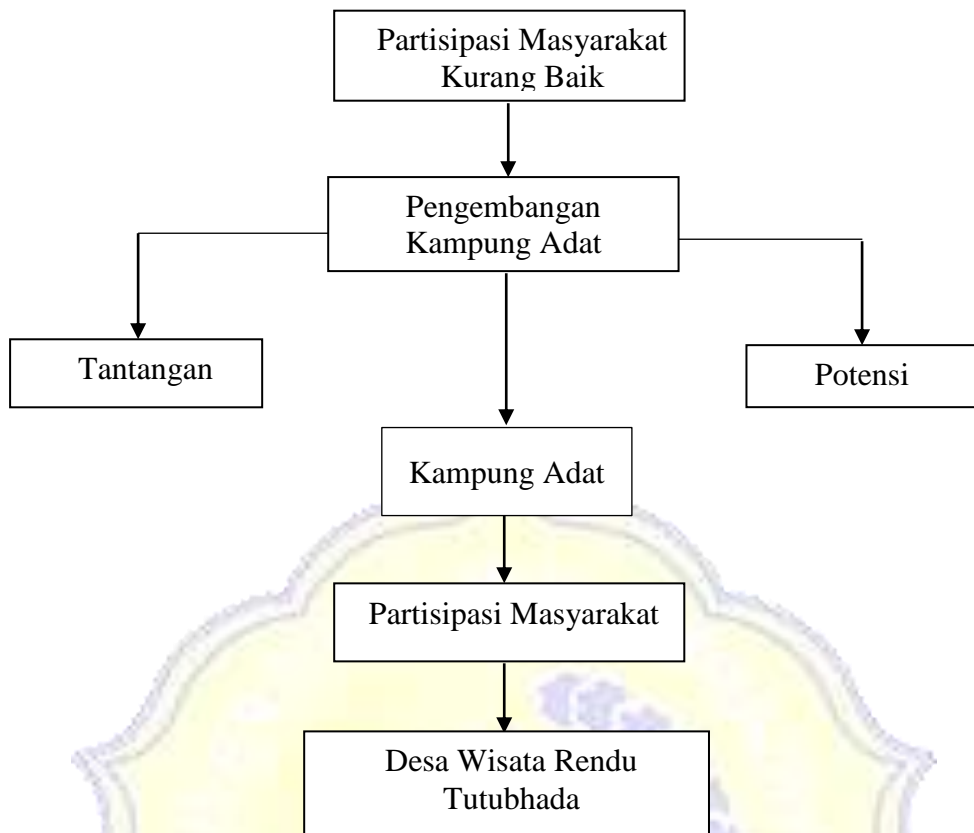 Partisipasi Masyarakat
Kurang Baik
Pengembangan
Kampung Adat
Tantangan
Potensi
Kampung Adat
Partisipasi Masyarakat
Desa Wisata Rendu
Tutubhada